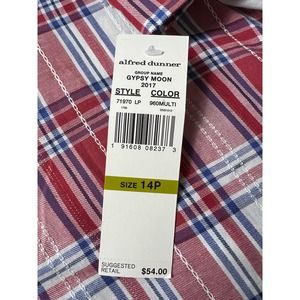 alfred dunner
GROUP NAME
GYPSY MOON
2017
STYLE COLOR
71970 LP 960MULTI
1 91608 08237 3
SIZE 14P
SUGGESTED
RETAIL $54.00